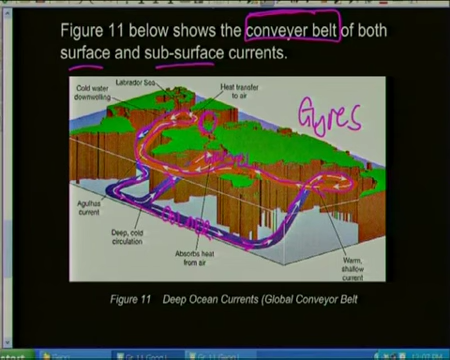 Figure 11 below shows the conveyer belt of both
surface and sub-surface currents.
Labrador Sea
Cold water
downwelling
Heat transfer
to air
Gyres
Agulhas
current
Deep, cold
circulation
Absorbs heat
from air
Warm,
shallow
current
Figure 11 Deep Ocean Currents (Global Conveyor Belt
start